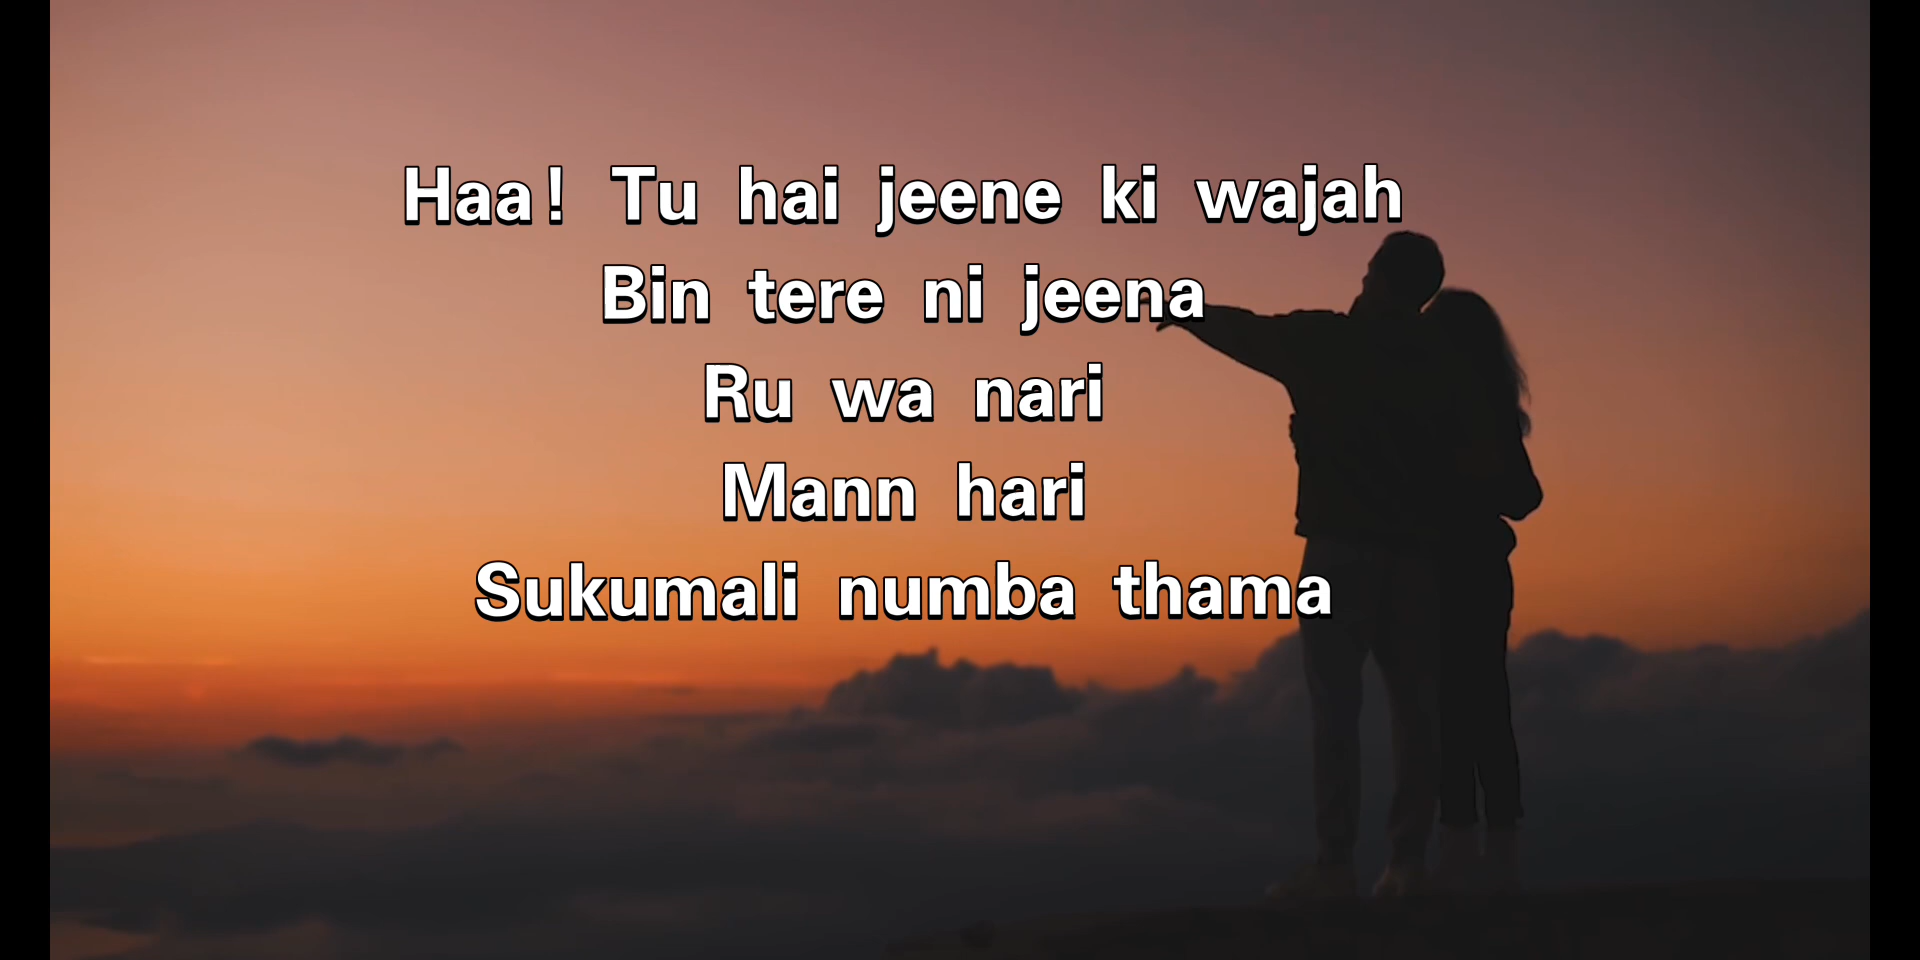 Haa! Tu hai jeene ki wajah
Bin tere ni jeena
Ru wa nari
Mann hari
Sukumali numba thama